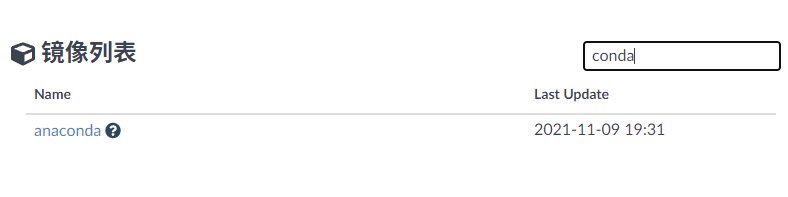 镜像列表
conda
Name Last Update
anaconda ? 2021-11-09 19:31